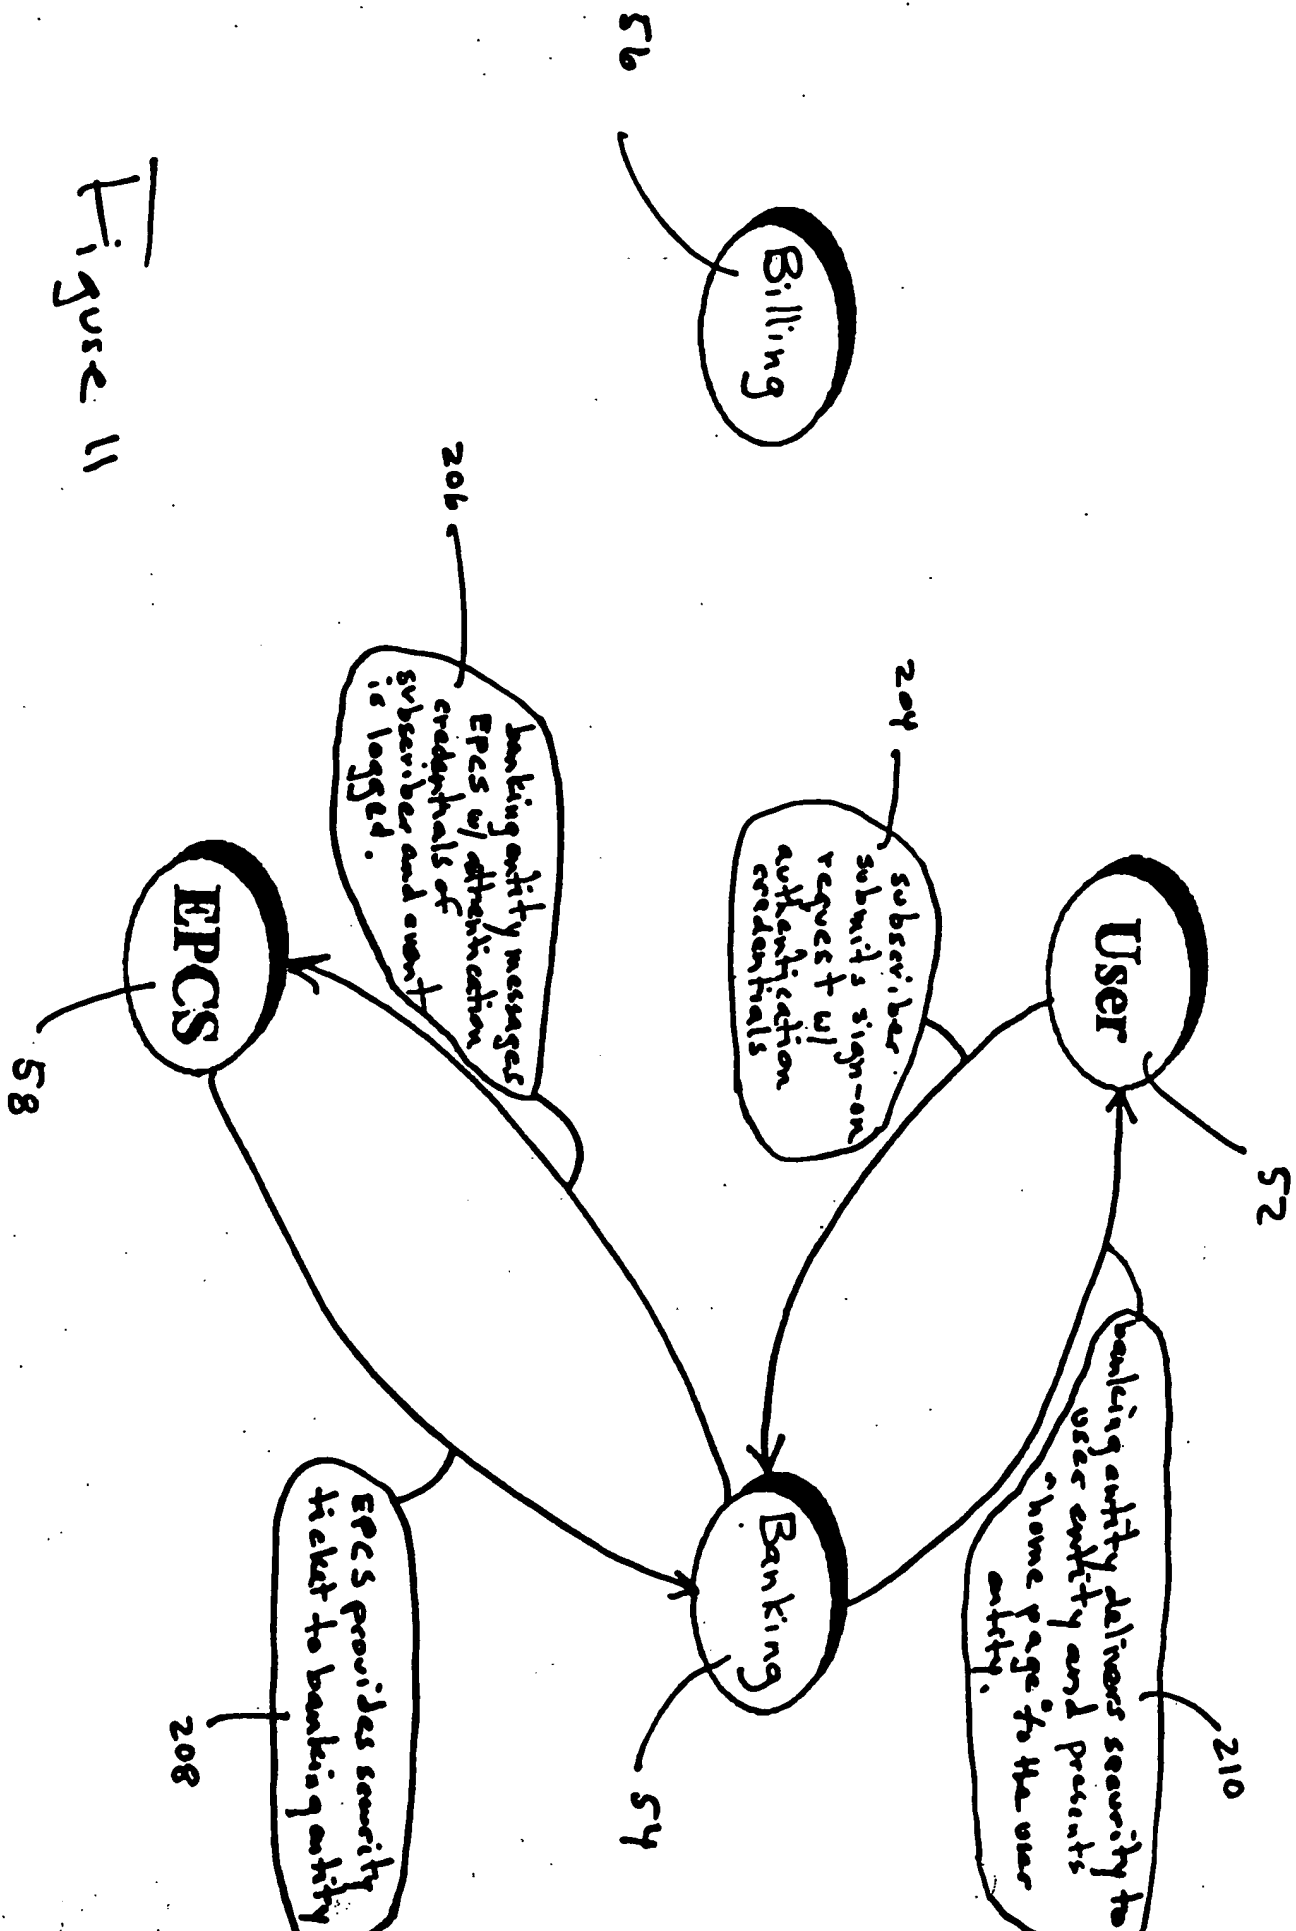 52
User
210
banking entity delivers security to
user entity and presents
"home page" to the user
entity.
204
subscriber
submits sign-on
request w/
authentication
credentials
56
Billing
Banking
54
206
banking entity messages
EPCS w/ athentication
credentials of
subscriber and event
is logged.
EPCS
58
EPCS provides security
ticket to banking entity
208
Figure 11